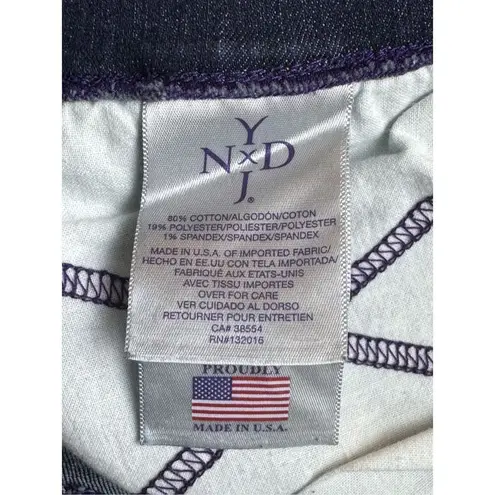 Y
N x D
J®
80% COTTON/ALGODÓN/COTON
19% POLYESTER/POLIESTER/POLYESTER
1% SPANDEX/SPANDEX/SPANDEX
MADE IN U.S.A. OF IMPORTED FABRIC/
HECHO EN EE.UU CON TELA IMPORTADA/
FABRIQUÉ AUX ETATS-UNIS
AVEC TISSU IMPORTES
OVER FOR CARE
VER CUIDADO AL DORSO
RETOURNER POUR ENTRETIEN
CA# 38554
RN#132016
PROUDLY
MADE IN U.S.A.